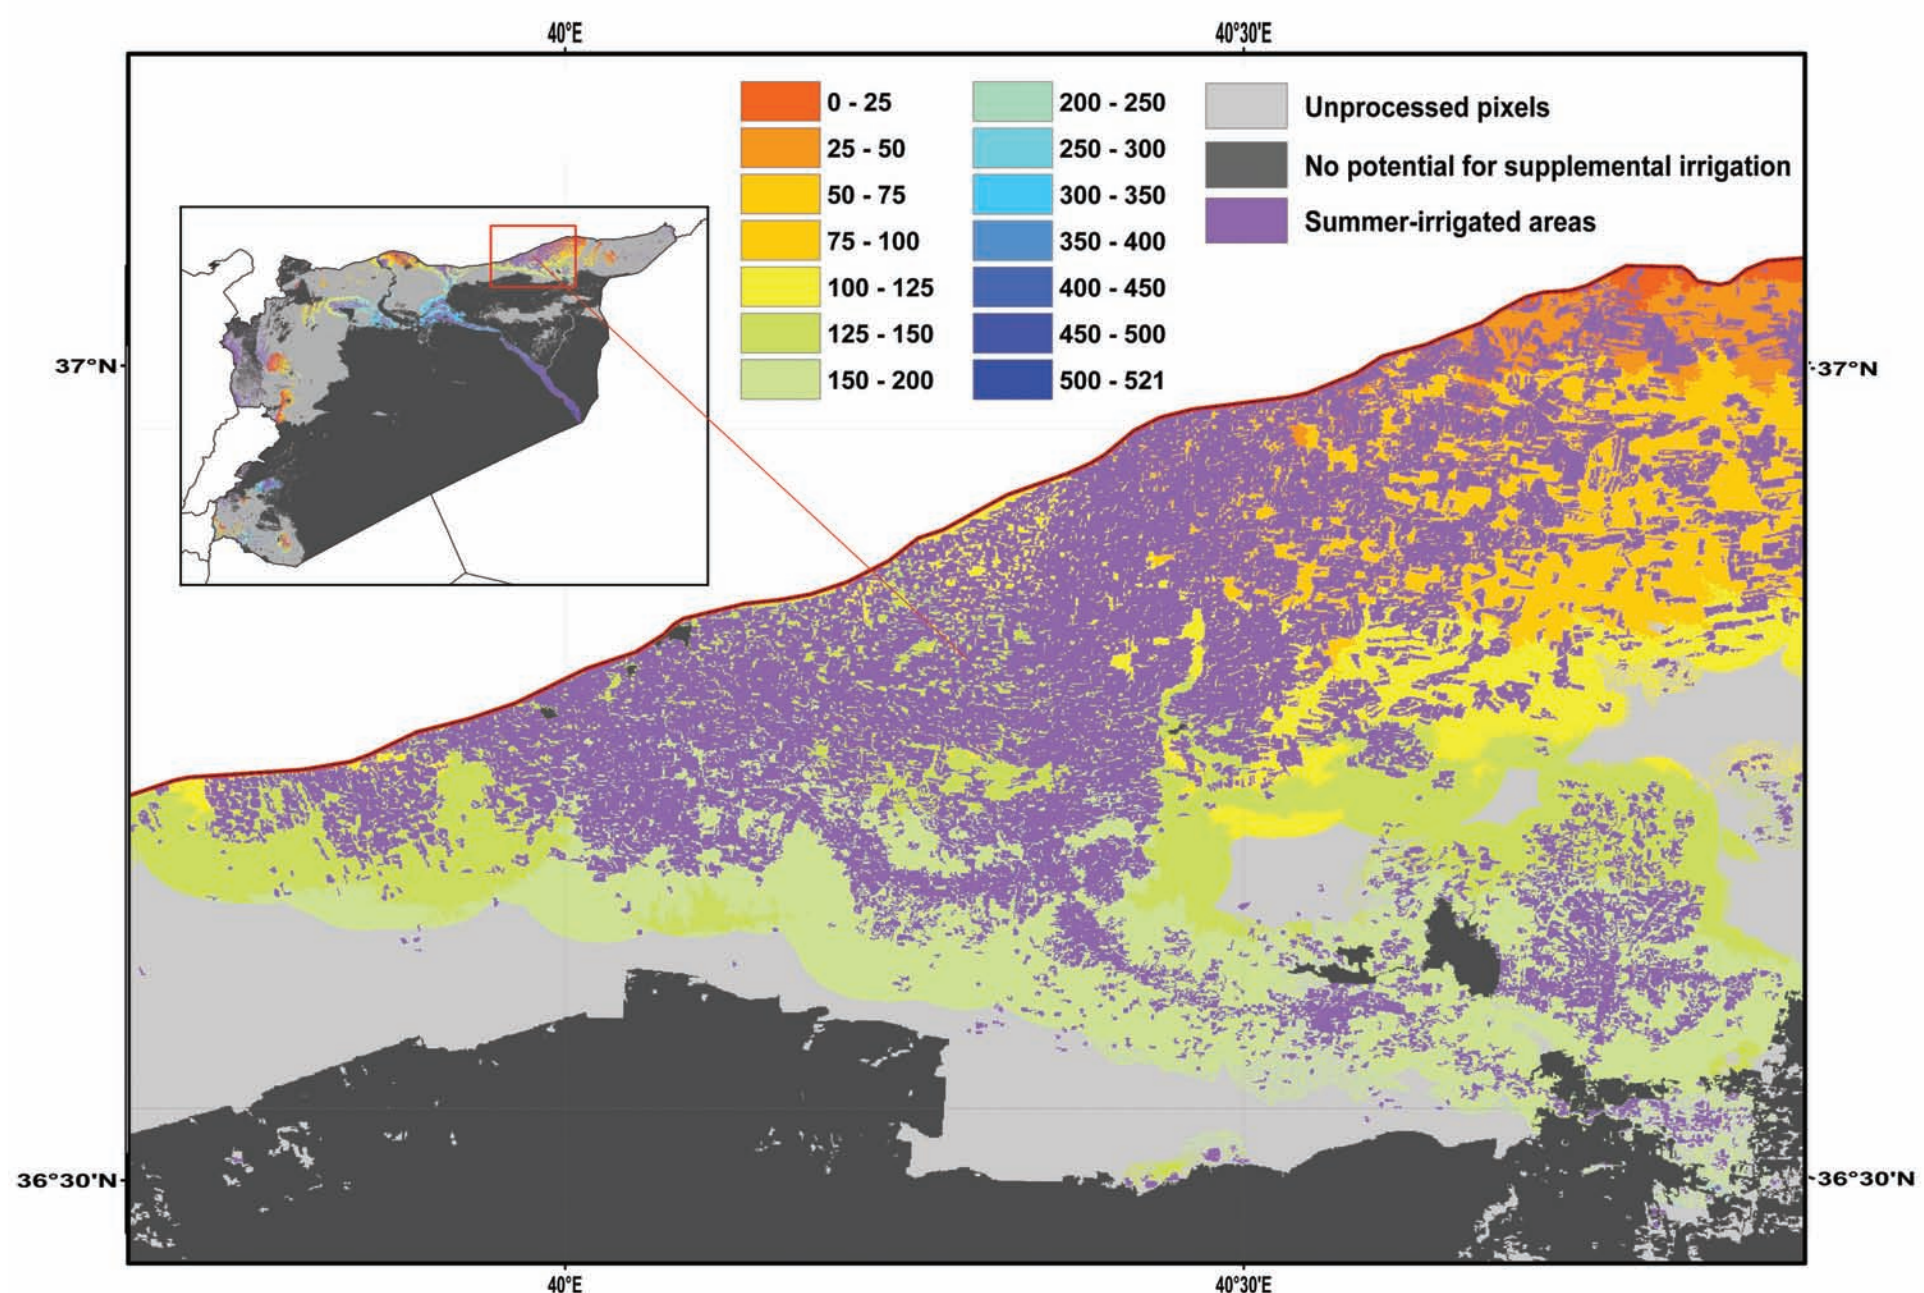 40°E
40°30'E
0 - 25
25 - 50
50 - 75
75 - 100
100 - 125
125 - 150
150 - 200
200 - 250
250 - 300
300 - 350
350 - 400
400 - 450
450 - 500
500 - 521
Unprocessed pixels
No potential for supplemental irrigation
Summer-irrigated areas
37°N
37°N
36°30'N
36°30'N
40°E
40°30'E